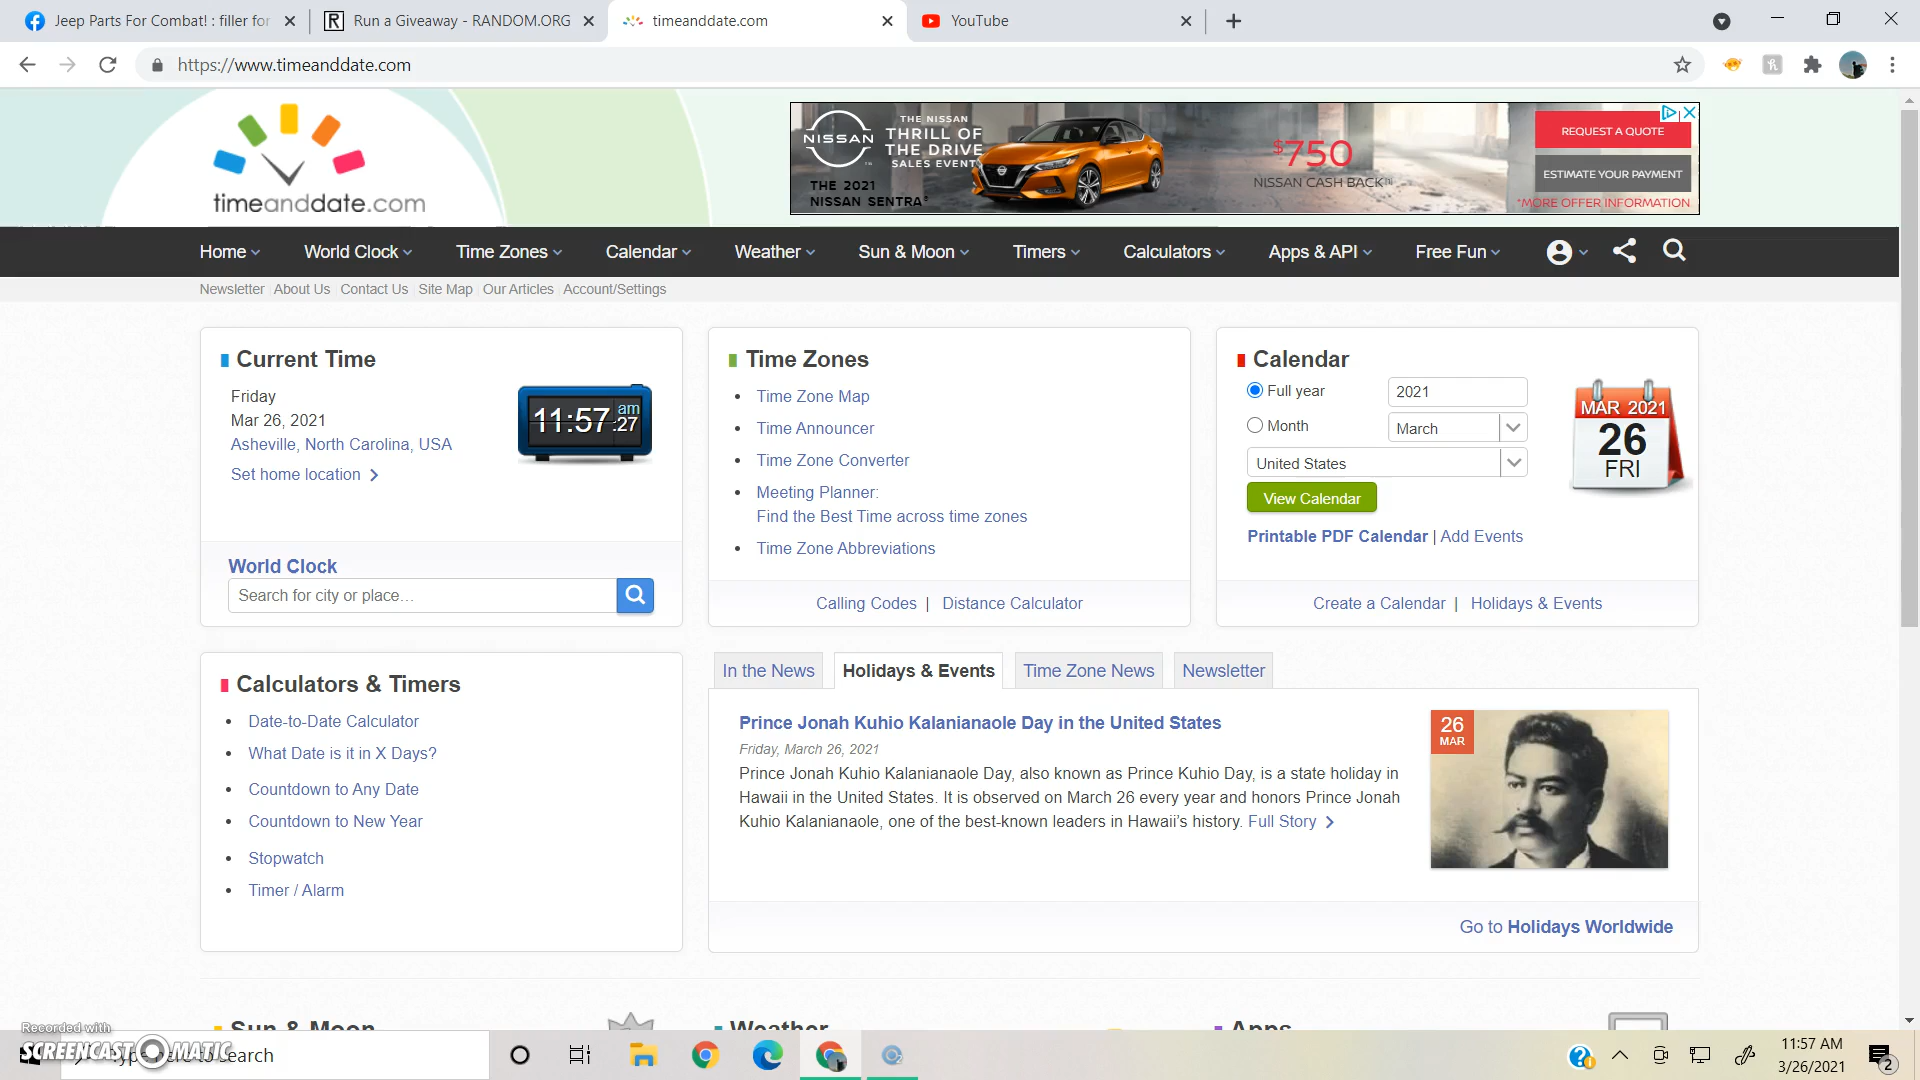 Jeep Parts For Combat! : filler for
Run a Giveaway - RANDOM.ORG
timeanddate.com
YouTube
https://www.timeanddate.com
timeanddate.com
NISSAN
THE NISSAN
THRILL OF
THE DRIVE
SALES EVENT
THE 2021
NISSAN SENTRA®
$750
NISSAN CASH BACK
REQUEST A QUOTE
ESTIMATE YOUR PAYMENT
*MORE OFFER INFORMATION
Home World Clock Time Zones Calendar Weather Sun & Moon Timers Calculators Apps & API Free Fun
Newsletter About Us Contact Us Site Map Our Articles Account/Settings
Current Time
Friday
Mar 26, 2021
Asheville, North Carolina, USA
Set home location
11:57:27 am
World Clock
Search for city or place…
Time Zones
Time Zone Map
Time Announcer
Time Zone Converter
Meeting Planner:
Find the Best Time across time zones
Time Zone Abbreviations
Calling Codes | Distance Calculator
Calendar
Full year 2021
Month March
United States
View Calendar
MAR 2021
26
FRI
Printable PDF Calendar | Add Events
Create a Calendar | Holidays & Events
Calculators & Timers
Date-to-Date Calculator
What Date is it in X Days?
Countdown to Any Date
Countdown to New Year
Stopwatch
Timer / Alarm
In the News Holidays & Events Time Zone News Newsletter
Prince Jonah Kuhio Kalanianaole Day in the United States
Friday, March 26, 2021
Prince Jonah Kuhio Kalanianaole Day, also known as Prince Kuhio Day, is a state holiday in
Hawaii in the United States. It is observed on March 26 every year and honors Prince Jonah
Kuhio Kalanianaole, one of the best-known leaders in Hawaii’s history. Full Story
26
MAR
Go to Holidays Worldwide
Sun & Moon
Weather
Apps
Recorded with
SCREENCAST-O-MATIC
Type here to search
11:57 AM
3/26/2021
2